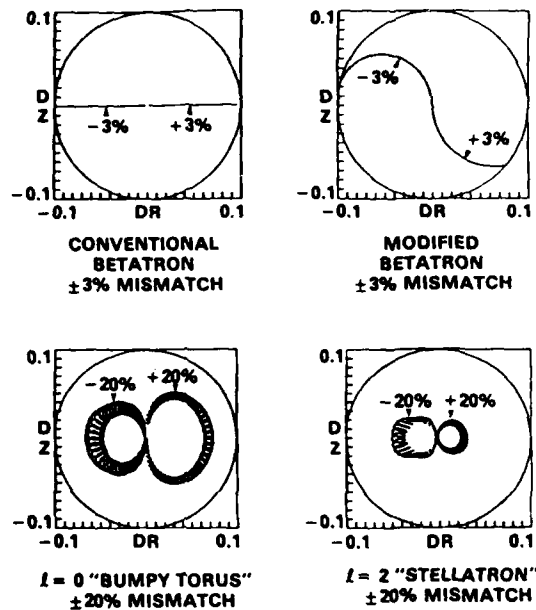 0.1
D
Z
-3%
+3%
-0.1
-0.1
DR
0.1
CONVENTIONAL
BETATRON
±3% MISMATCH
0.1
D
Z
-3%
+3%
-0.1
-0.1
DR
0.1
MODIFIED
BETATRON
±3% MISMATCH
0.1
D
Z
-20%
+20%
-0.1
-0.1
DR
0.1
ℓ = 0 "BUMPY TORUS"
±20% MISMATCH
0.1
D
Z
-20%
+20%
-0.1
-0.1
DR
0.1
ℓ = 2 "STELLATRON"
±20% MISMATCH